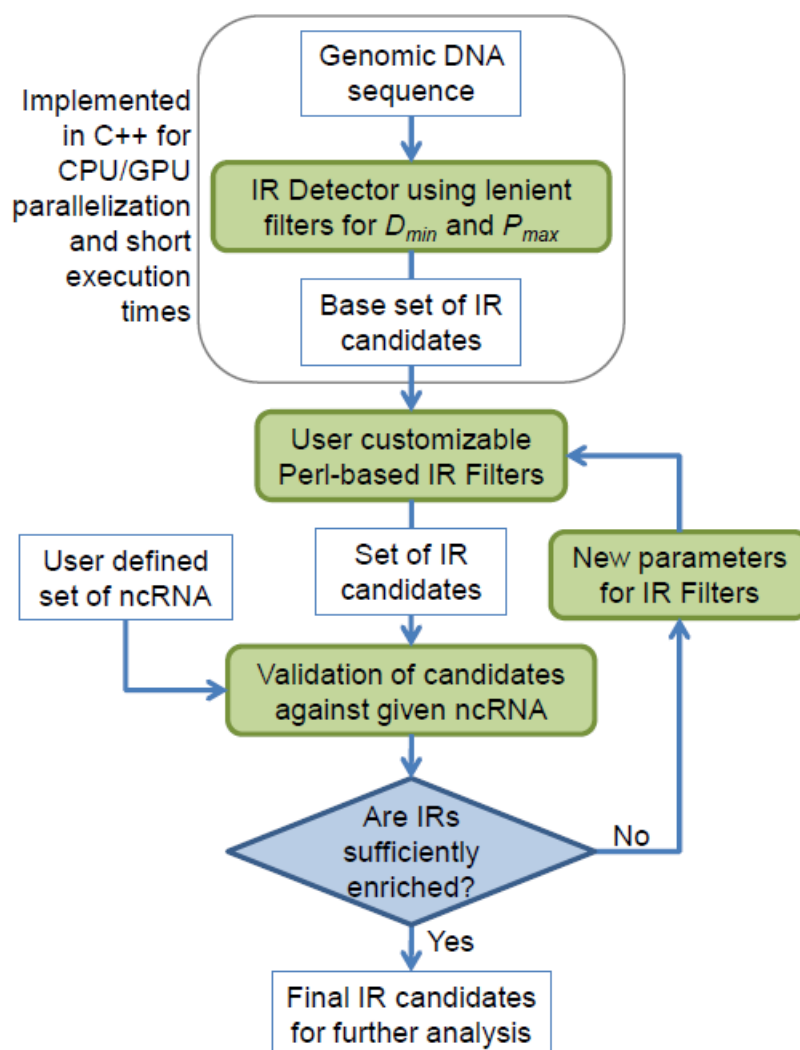 Genomic DNA
sequence
Implemented
in C++ for
CPU/GPU
parallelization
and short
execution
times
IR Detector using lenient
filters for Dmin and Pmax
Base set of IR
candidates
User customizable
Perl-based IR Filters
User defined
set of ncRNA
Set of IR
candidates
New parameters
for IR Filters
Validation of candidates
against given ncRNA
Are IRs
sufficiently
enriched?
No
Yes
Final IR candidates
for further analysis